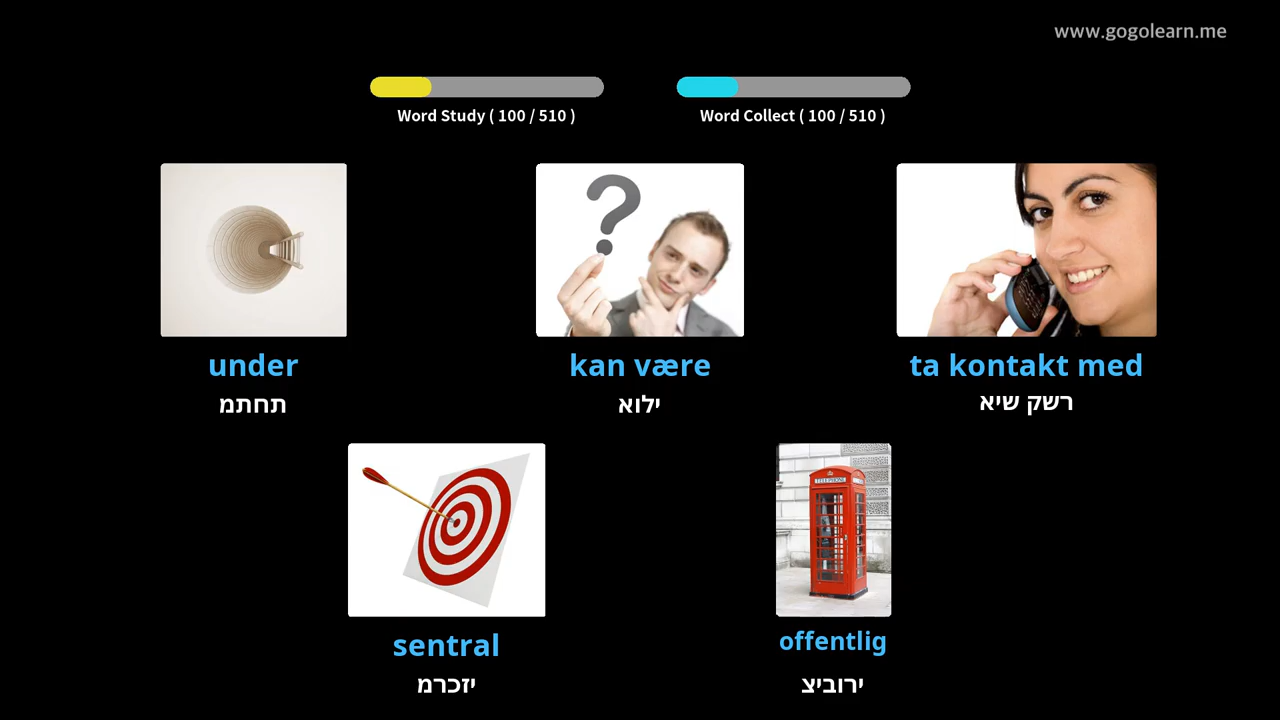 www.gogolearn.me
Word Study ( 100 / 510 )
Word Collect ( 100 / 510 )
under
kan være
ta kontakt med
תחתמ
ילוא
רשק שיא
sentral
offentlig
יזכרמ
ירוביצ
TELEPHONE